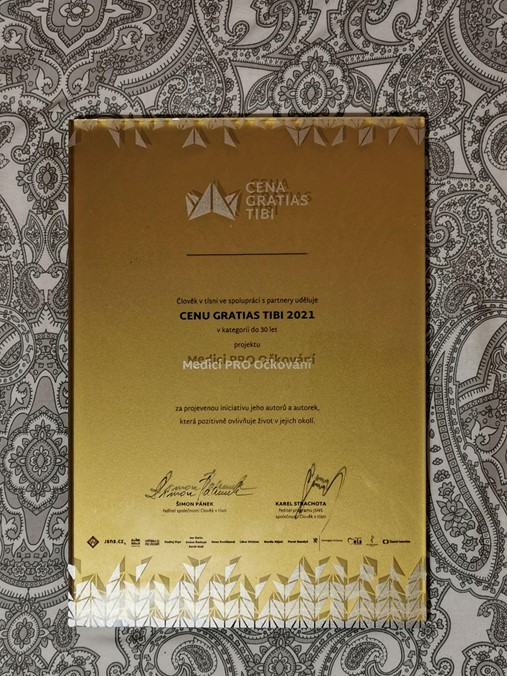 CENA
GRATIAS
TIBI
Člověk v tísni ve spolupráci s partnery uděluje
CENU GRATIAS TIBI 2021
v kategorii do 30 let
projektu
Medici PRO Očkování
za projevenou iniciativu jeho autorů a autorek,
která pozitivně ovlivňuje život v jejich okolí.
ŠIMON PÁNEK
ředitel společnosti Člověk v tísni
KAREL STRACHOTA
ředitel programu JSNS
společnosti Člověk v tísni
jsns.cz